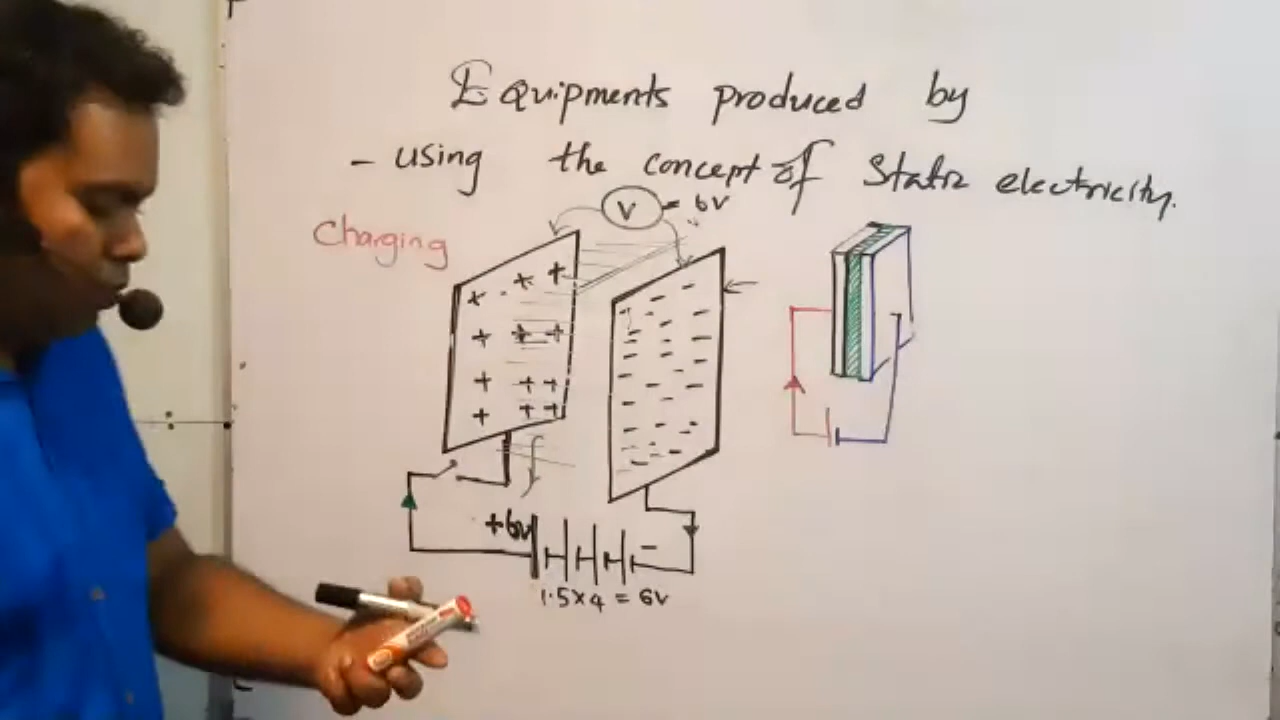 Equipments produced by
- using the concept of Static electricity.
Charging
V = 6V
+6V
1.5 x 4 = 6V